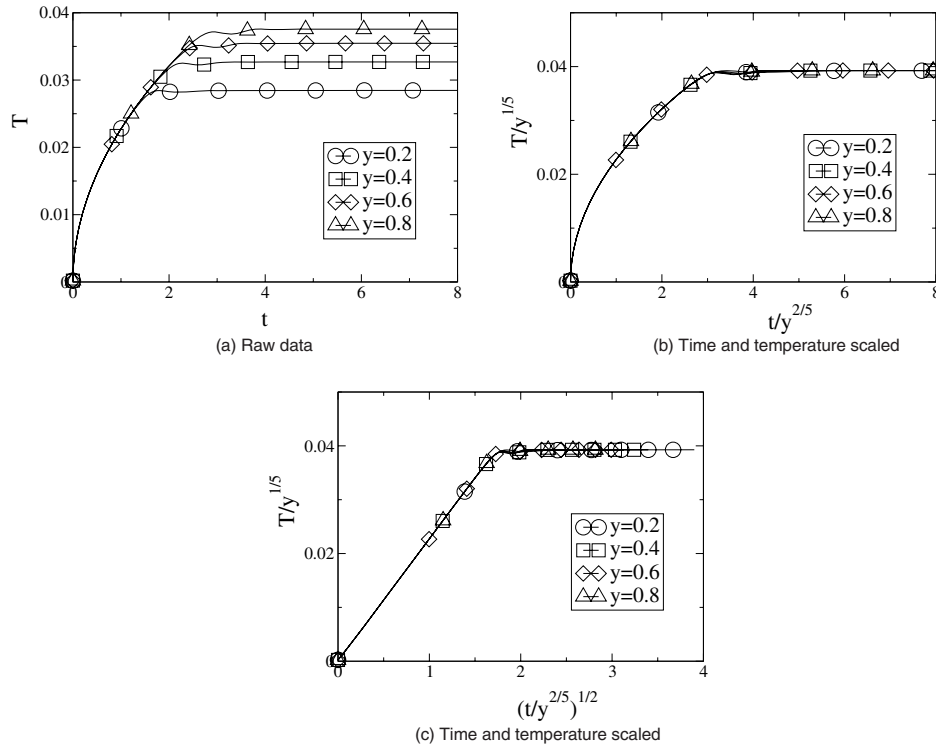 0.04
0.03
0.02
0.01
T
0 2 4 6 8
t
y=0.2
y=0.4
y=0.6
y=0.8
(a) Raw data
0.04
0.02
T/y^{1/5}
0 2 4 6 8
t/y^{2/5}
y=0.2
y=0.4
y=0.6
y=0.8
(b) Time and temperature scaled
0.04
0.02
T/y^{1/5}
0 1 2 3 4
(t/y^{2/5})^{1/2}
y=0.2
y=0.4
y=0.6
y=0.8
(c) Time and temperature scaled